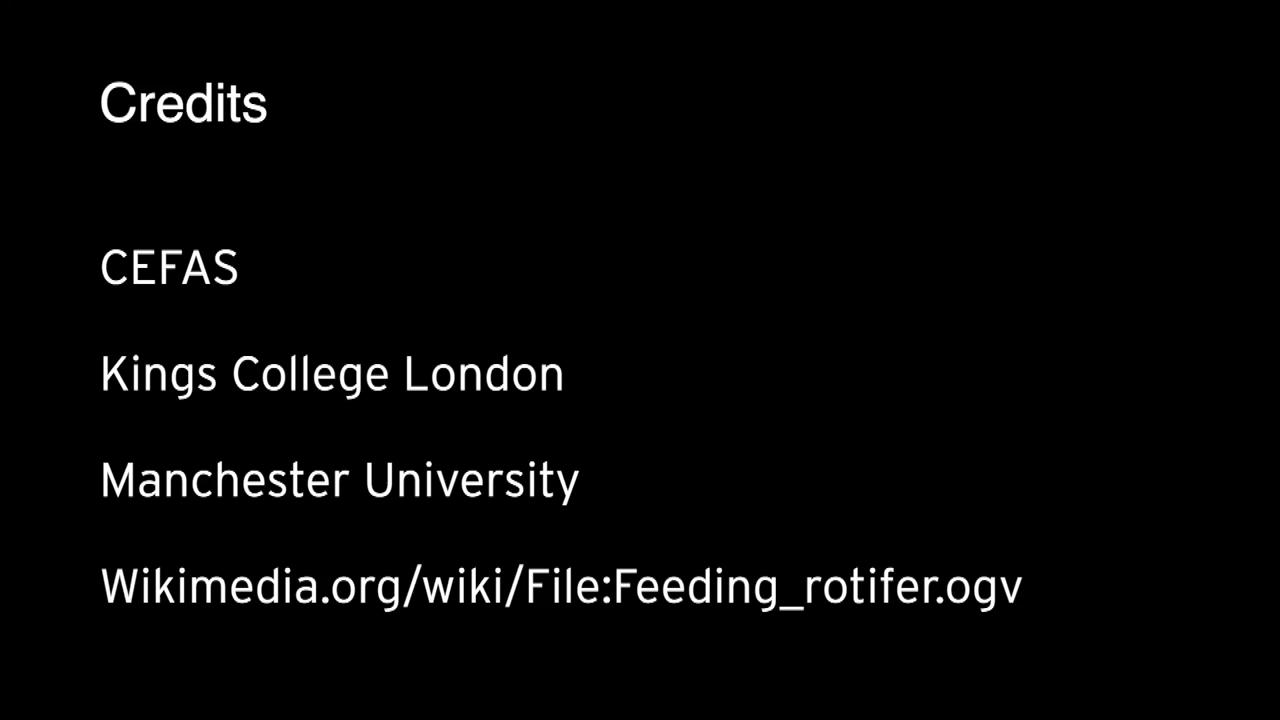 Credits
CEFAS
Kings College London
Manchester University
Wikimedia.org/wiki/File:Feeding_rotifer.ogv